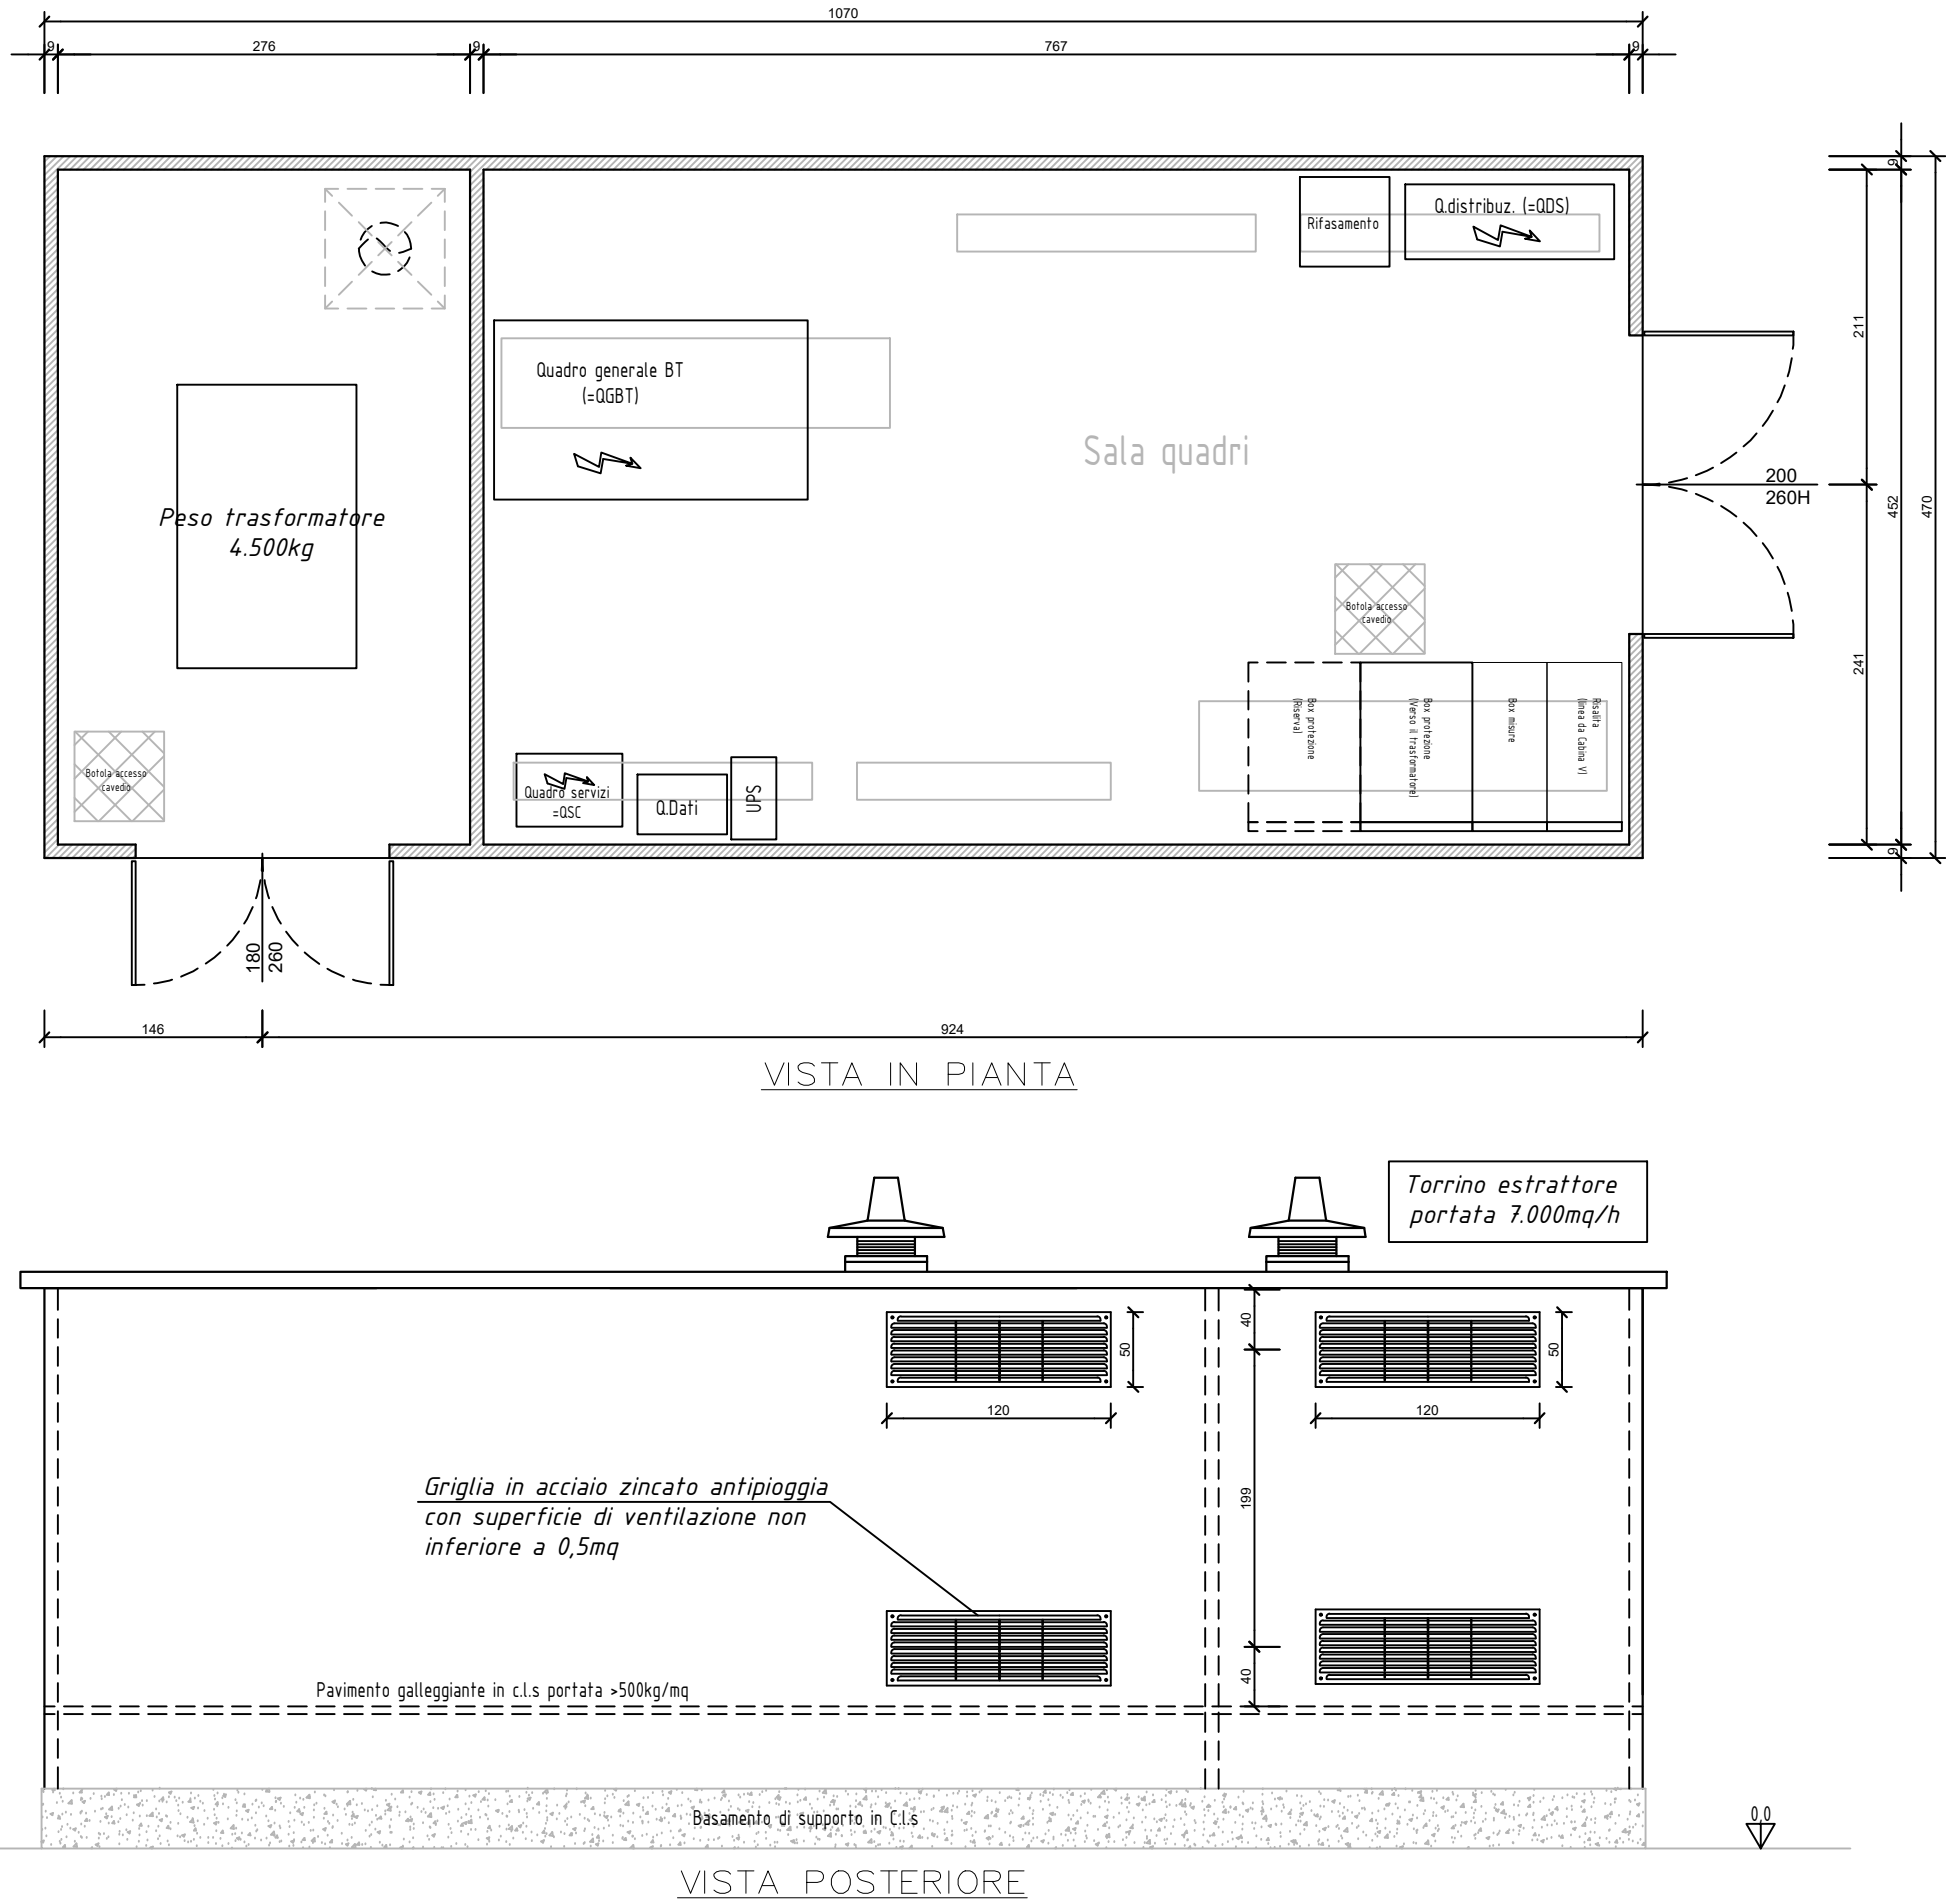 1070
9
276
9
767
9
Q.distribuz. (=QDS)
Rifasamento
Quadro generale BT
(=QGBT)
Sala quadri
Peso trasformatore
4.500kg
Botola accesso
cavedio
Box protezione
(Riserva)
Box protezione
(Verso il trasformatore)
Box misure
Risalita
(linea da Cabina V)
Botola accesso
cavedio
Quadro servizi
=QSC
Q.Dati
UPS
200
260H
9
211
241
452
470
9
180
260
146
924
VISTA IN PIANTA
Torrino estrattore
portata 7.000mq/h
40
50
50
120
120
199
Griglia in acciaio zincato antipioggia
con superficie di ventilazione non
inferiore a 0,5mq
40
Pavimento galleggiante in c.l.s portata >500kg/mq
Basamento di supporto in C.l.s
0,0
VISTA POSTERIORE